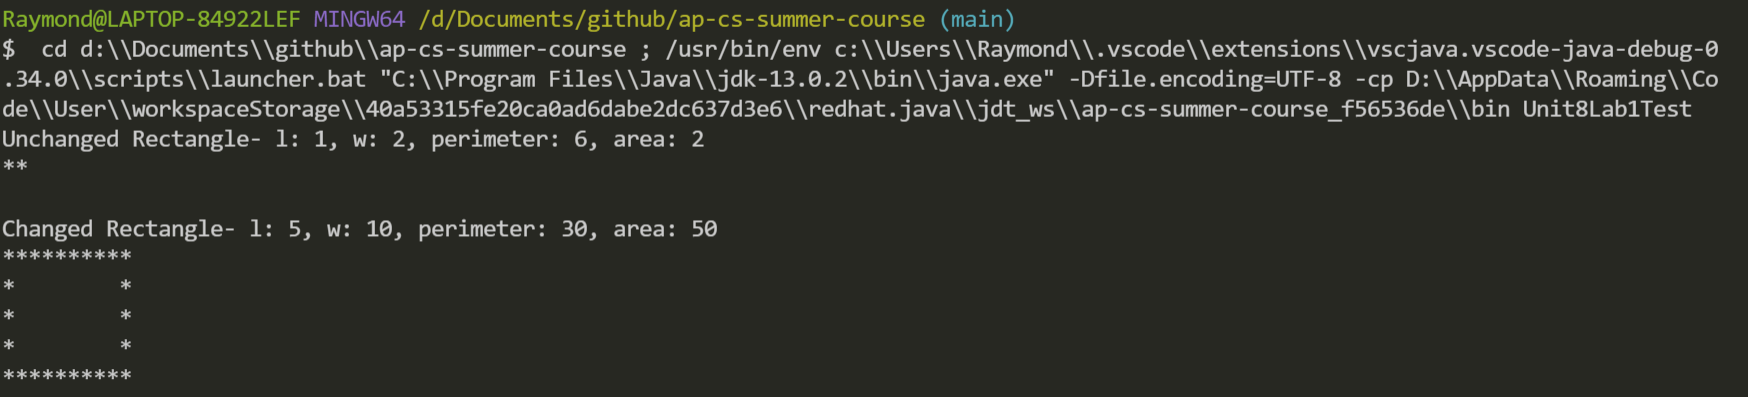 Raymond@LAPTOP-84922LEF MINGW64 /d/Documents/github/ap-cs-summer-course (main)
$  cd d:\\Documents\\github\\ap-cs-summer-course ; /usr/bin/env c:\\Users\\Raymond\\.vscode\\extensions\\vscjava.vscode-java-debug-0
.34.0\\scripts\\launcher.bat "C:\\Program Files\\Java\\jdk-13.0.2\\bin\\java.exe" -Dfile.encoding=UTF-8 -cp D:\\AppData\\Roaming\\Co
de\\User\\workspaceStorage\\40a53315fe20ca0ad6dabe2dc637d3e6\\redhat.java\\jdt_ws\\ap-cs-summer-course_f56536de\\bin Unit8Lab1Test
Unchanged Rectangle- l: 1, w: 2, perimeter: 6, area: 2
**

Changed Rectangle- l: 5, w: 10, perimeter: 30, area: 50
**********
*        *
*        *
*        *
**********